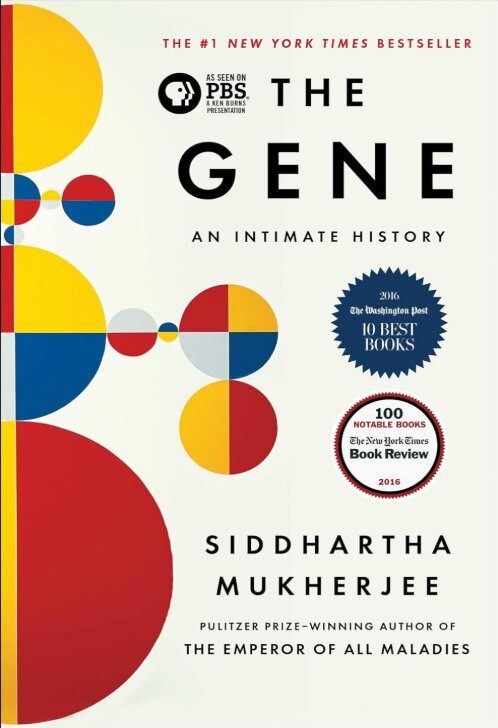 THE #1 NEW YORK TIMES BESTSELLER
AS SEEN ON
PBS.
A KEN BURNS
PRESENTATION
THE
GENE
AN INTIMATE HISTORY
2016
The Washington Post
10 BEST
BOOKS
100
NOTABLE BOOKS
The New York Times
Book Review
2016
SIDDHARTHA
MUKHERJEE
PULITZER PRIZE–WINNING AUTHOR OF
THE EMPEROR OF ALL MALADIES